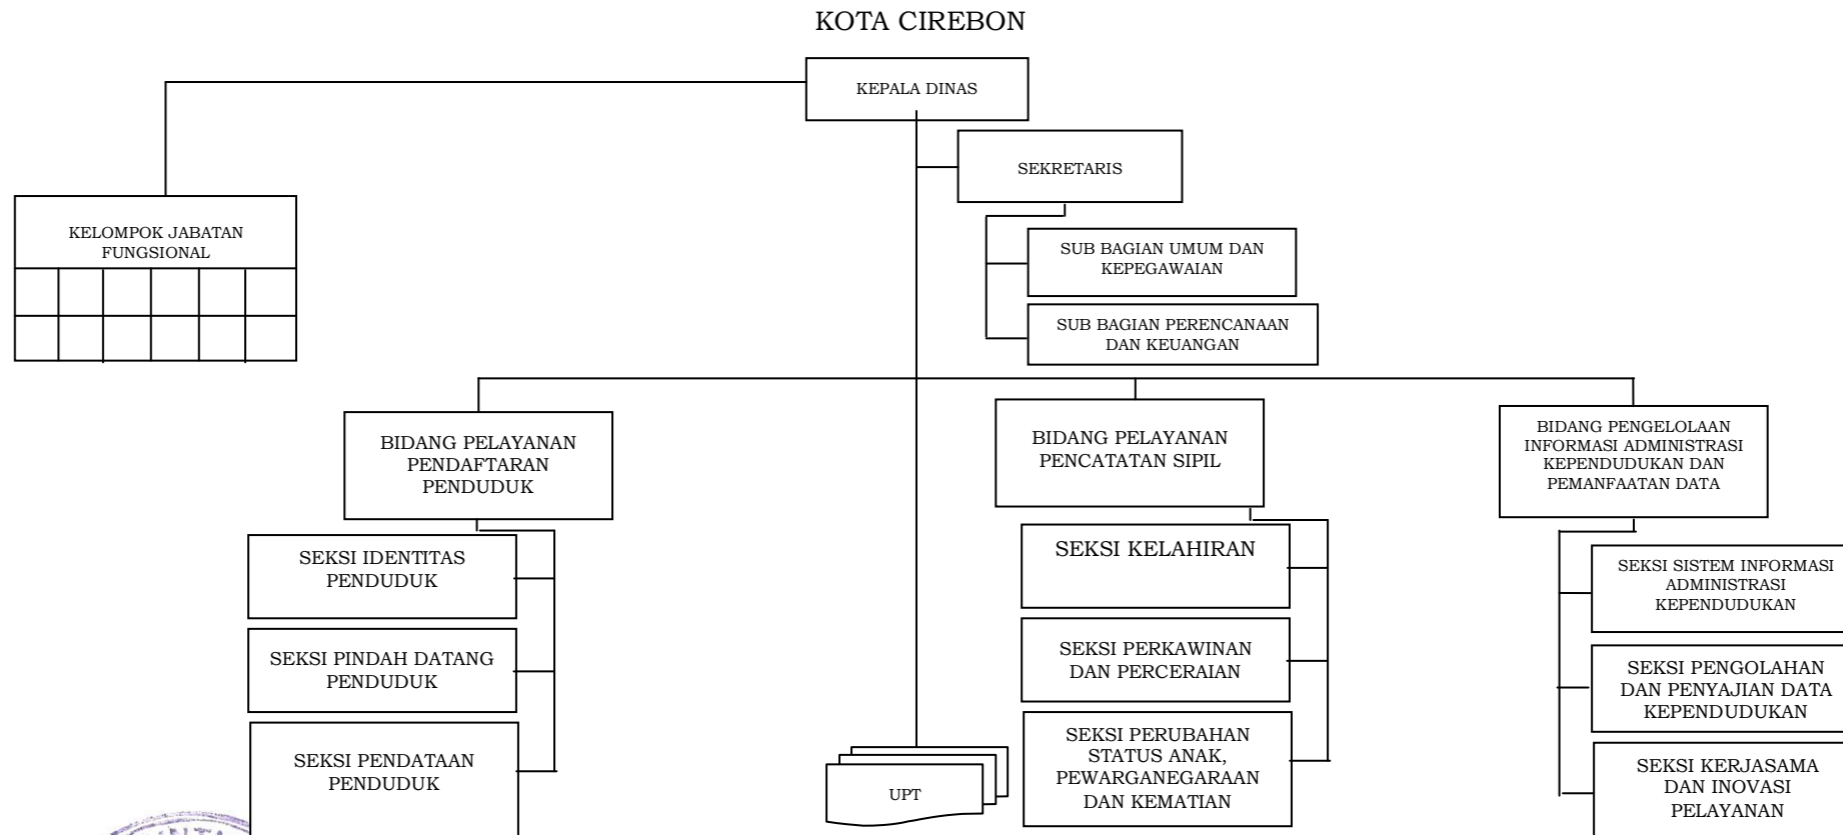 KOTA CIREBON
KEPALA DINAS
SEKRETARIS
KELOMPOK JABATAN
FUNGSIONAL
SUB BAGIAN UMUM DAN
KEPEGAWAIAN
SUB BAGIAN PERENCANAAN
DAN KEUANGAN
BIDANG PELAYANAN
PENDAFTARAN
PENDUDUK
SEKSI IDENTITAS
PENDUDUK
SEKSI PINDAH DATANG
PENDUDUK
SEKSI PENDATAAN
PENDUDUK
UPT
BIDANG PELAYANAN
PENCATATAN SIPIL
SEKSI KELAHIRAN
SEKSI PERKAWINAN
DAN PERCERAIAN
SEKSI PERUBAHAN
STATUS ANAK,
PEWARGANEGARAAN
DAN KEMATIAN
BIDANG PENGELOLAAN
INFORMASI ADMINISTRASI
KEPENDUDUKAN DAN
PEMANFAATAN DATA
SEKSI SISTEM INFORMASI
ADMINISTRASI
KEPENDUDUKAN
SEKSI PENGOLAHAN
DAN PENYAJIAN DATA
KEPENDUDUKAN
SEKSI KERJASAMA
DAN INOVASI
PELAYANAN